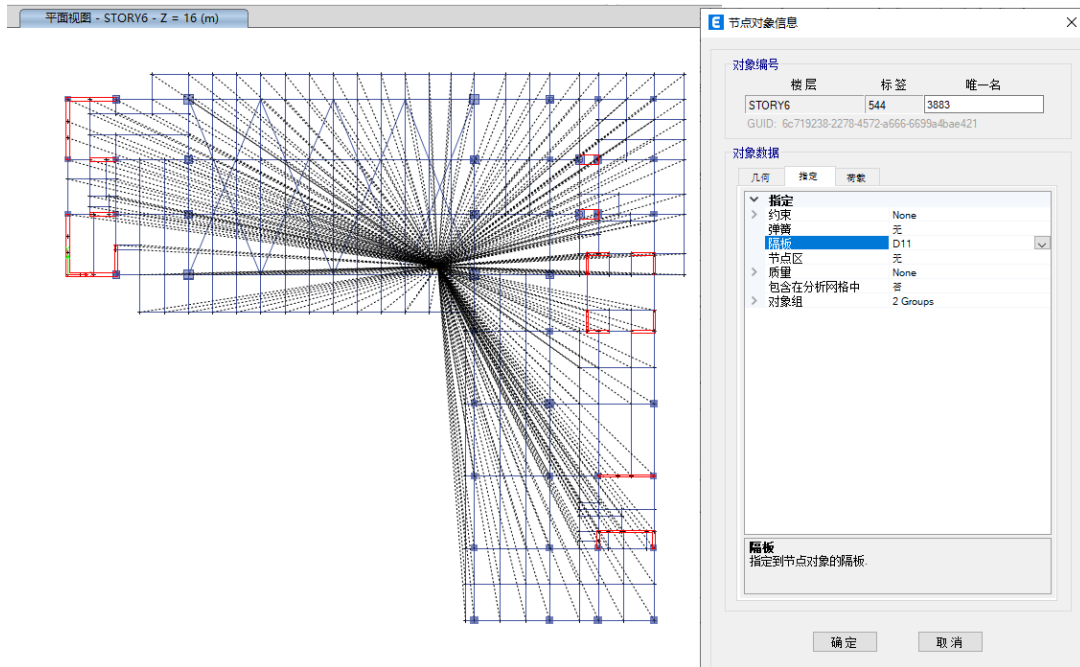 平面视图 - STORY6 - Z = 16 (m)
E 节点对象信息
对象编号
楼层 标签 唯一名
STORY6 544 3883
GUID: 6c719238-2278-4572-a666-6699a4bae421
对象数据
几何 指定 荷载
指定
约束 None
弹簧 无
隔板 D11
节点区 无
质量 None
包含在分析网格中 否
对象组 2 Groups
隔板
指定到节点对象的隔板.
确定 取消